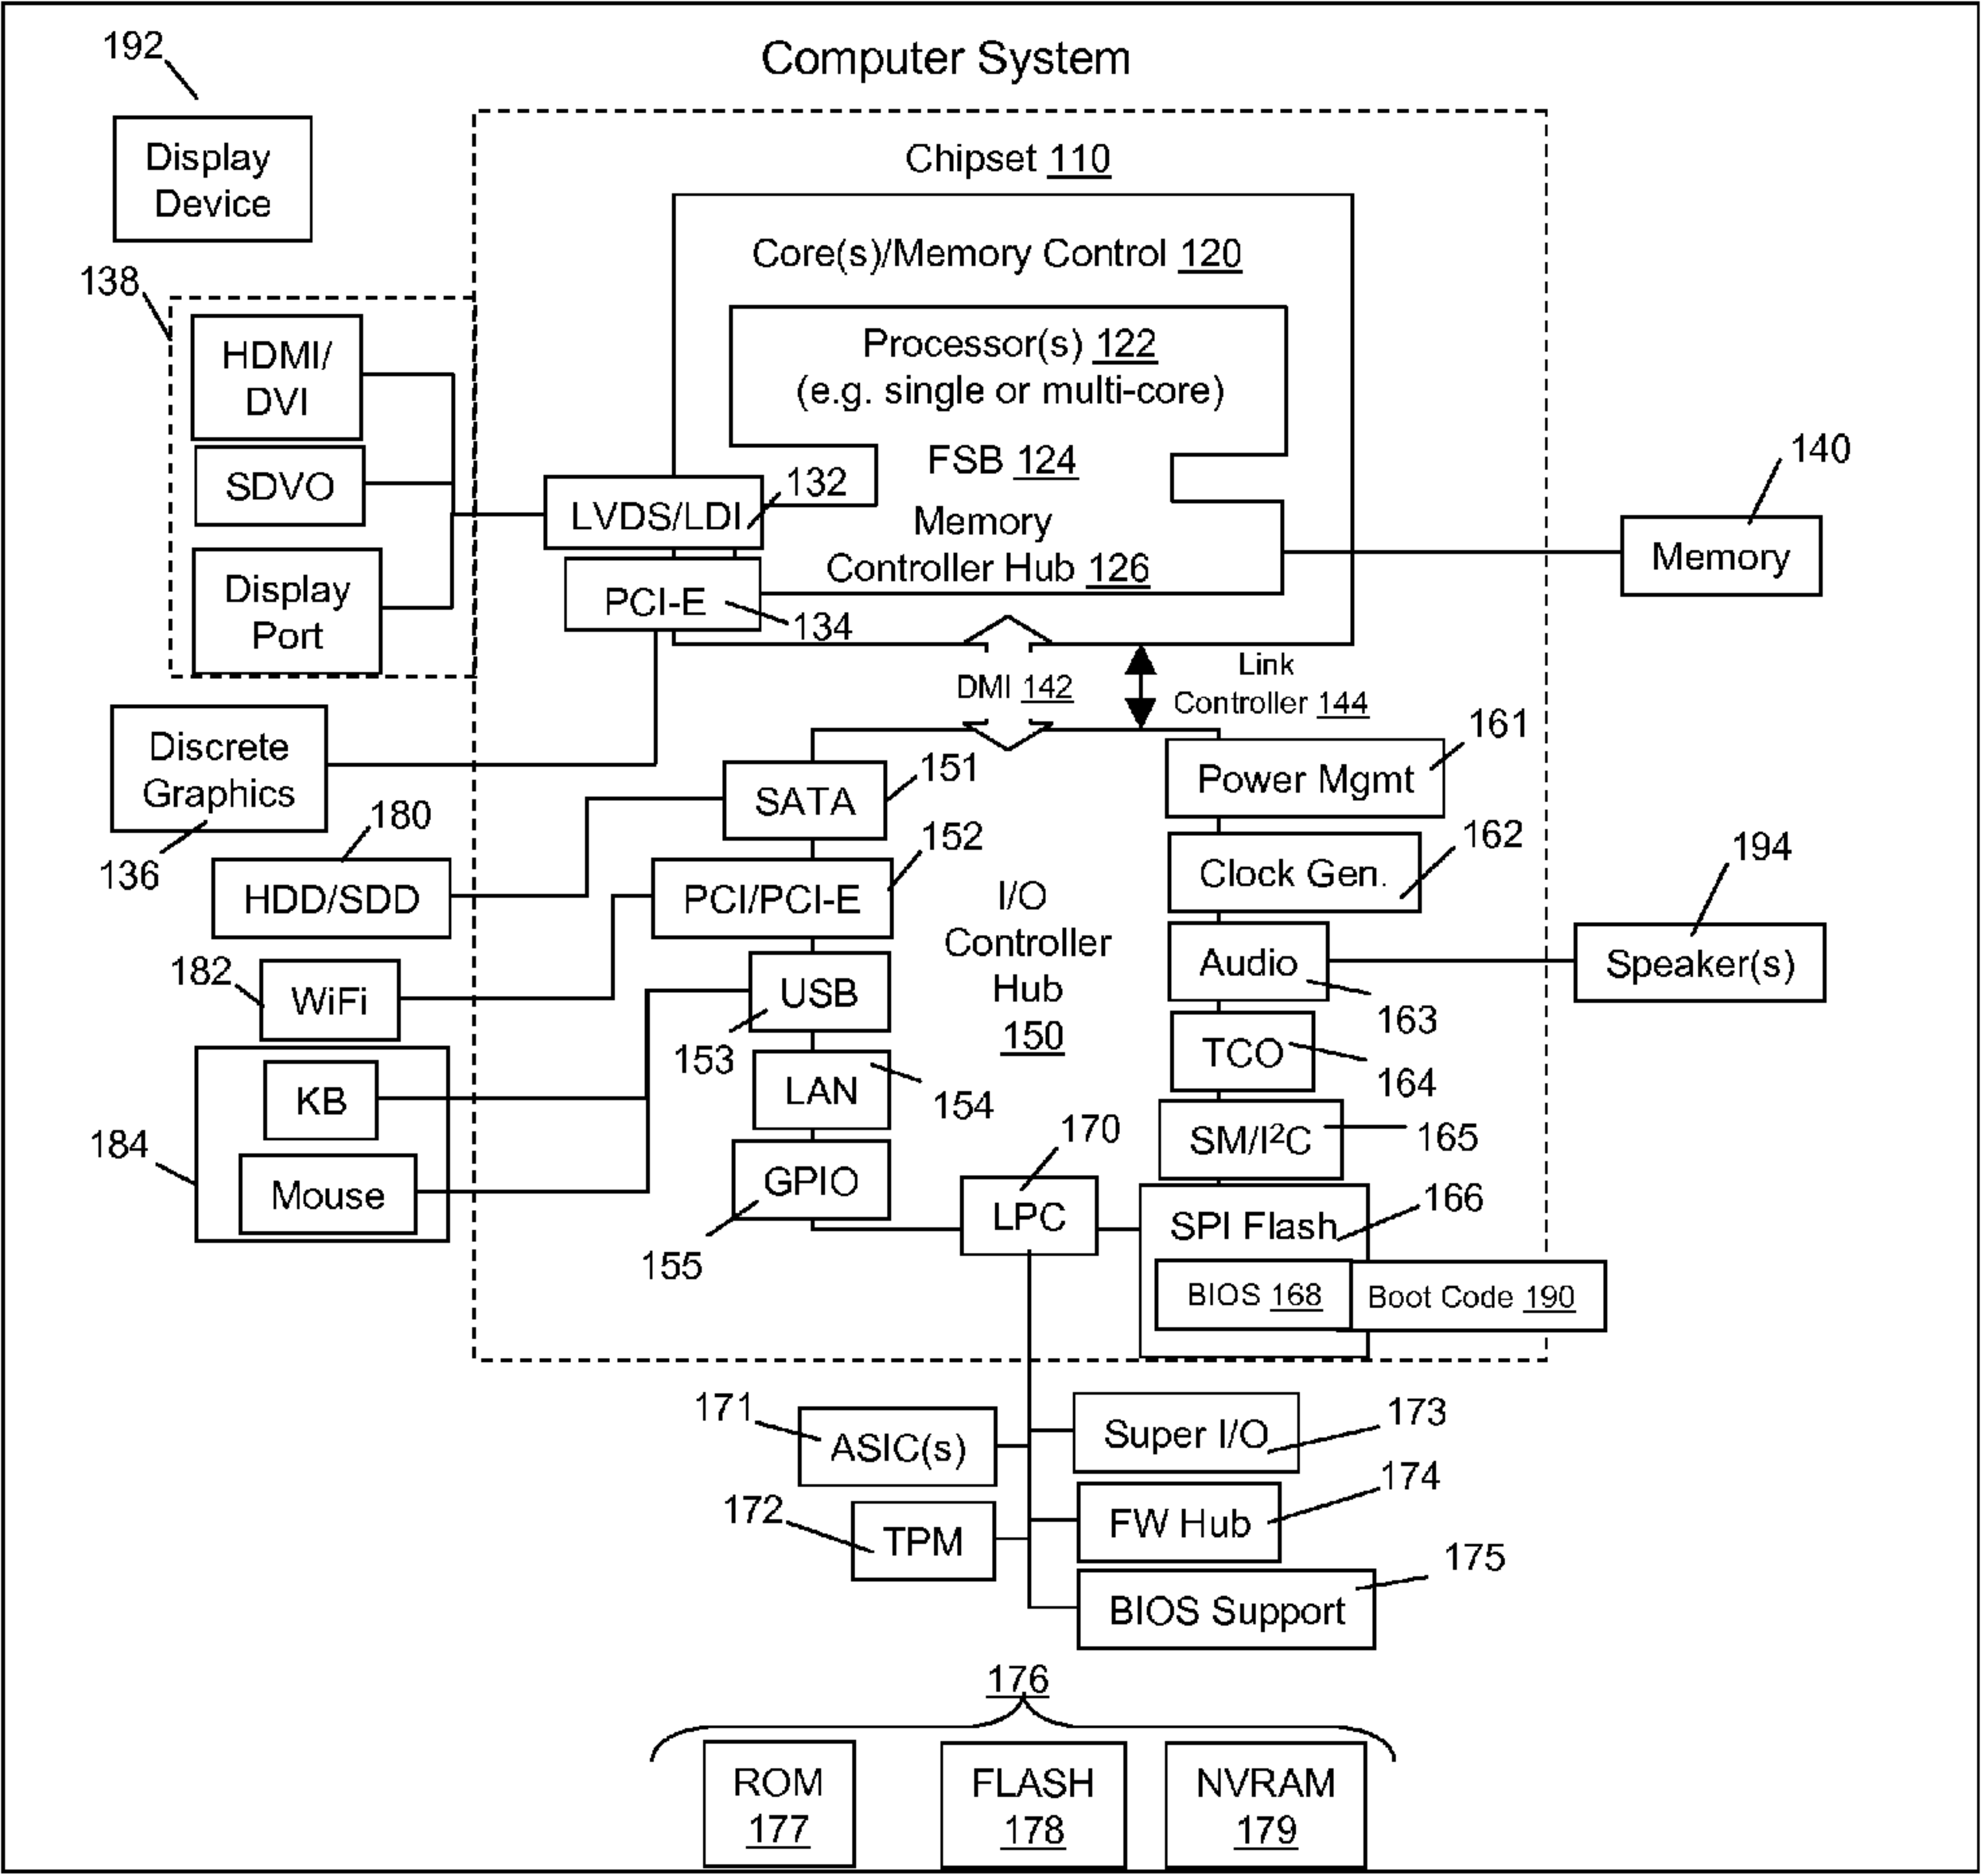 192
Computer System
Display
Device
Chipset 110
138
Core(s)/Memory Control 120
HDMI/
DVI
Processor(s) 122
(e.g. single or multi-core)
SDVO
FSB 124
140
LVDS/LDI
132
Memory
Controller Hub 126
Memory
Display
Port
PCI-E
134
Link
Controller 144
DMI 142
Discrete
Graphics
136
161
Power Mgmt
151
SATA
180
HDD/SDD
152
PCI/PCI-E
162
Clock Gen.
194
I/O
Controller
Hub
150
Audio
163
Speaker(s)
182
WiFi
USB
153
TCO
164
KB
LAN
154
184
Mouse
170
SM/I²C
165
GPIO
155
LPC
SPI Flash
166
BIOS 168
Boot Code 190
171
ASIC(s)
Super I/O
173
172
TPM
174
FW Hub
175
BIOS Support
176
ROM
177
FLASH
178
NVRAM
179